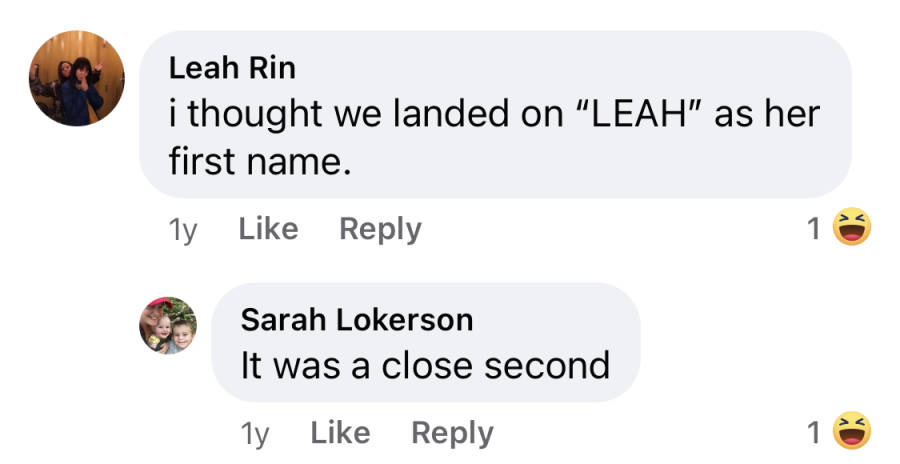 Leah Rin
i thought we landed on “LEAH” as her
first name.
1y Like Reply 1
Sarah Lokerson
It was a close second
1y Like Reply 1